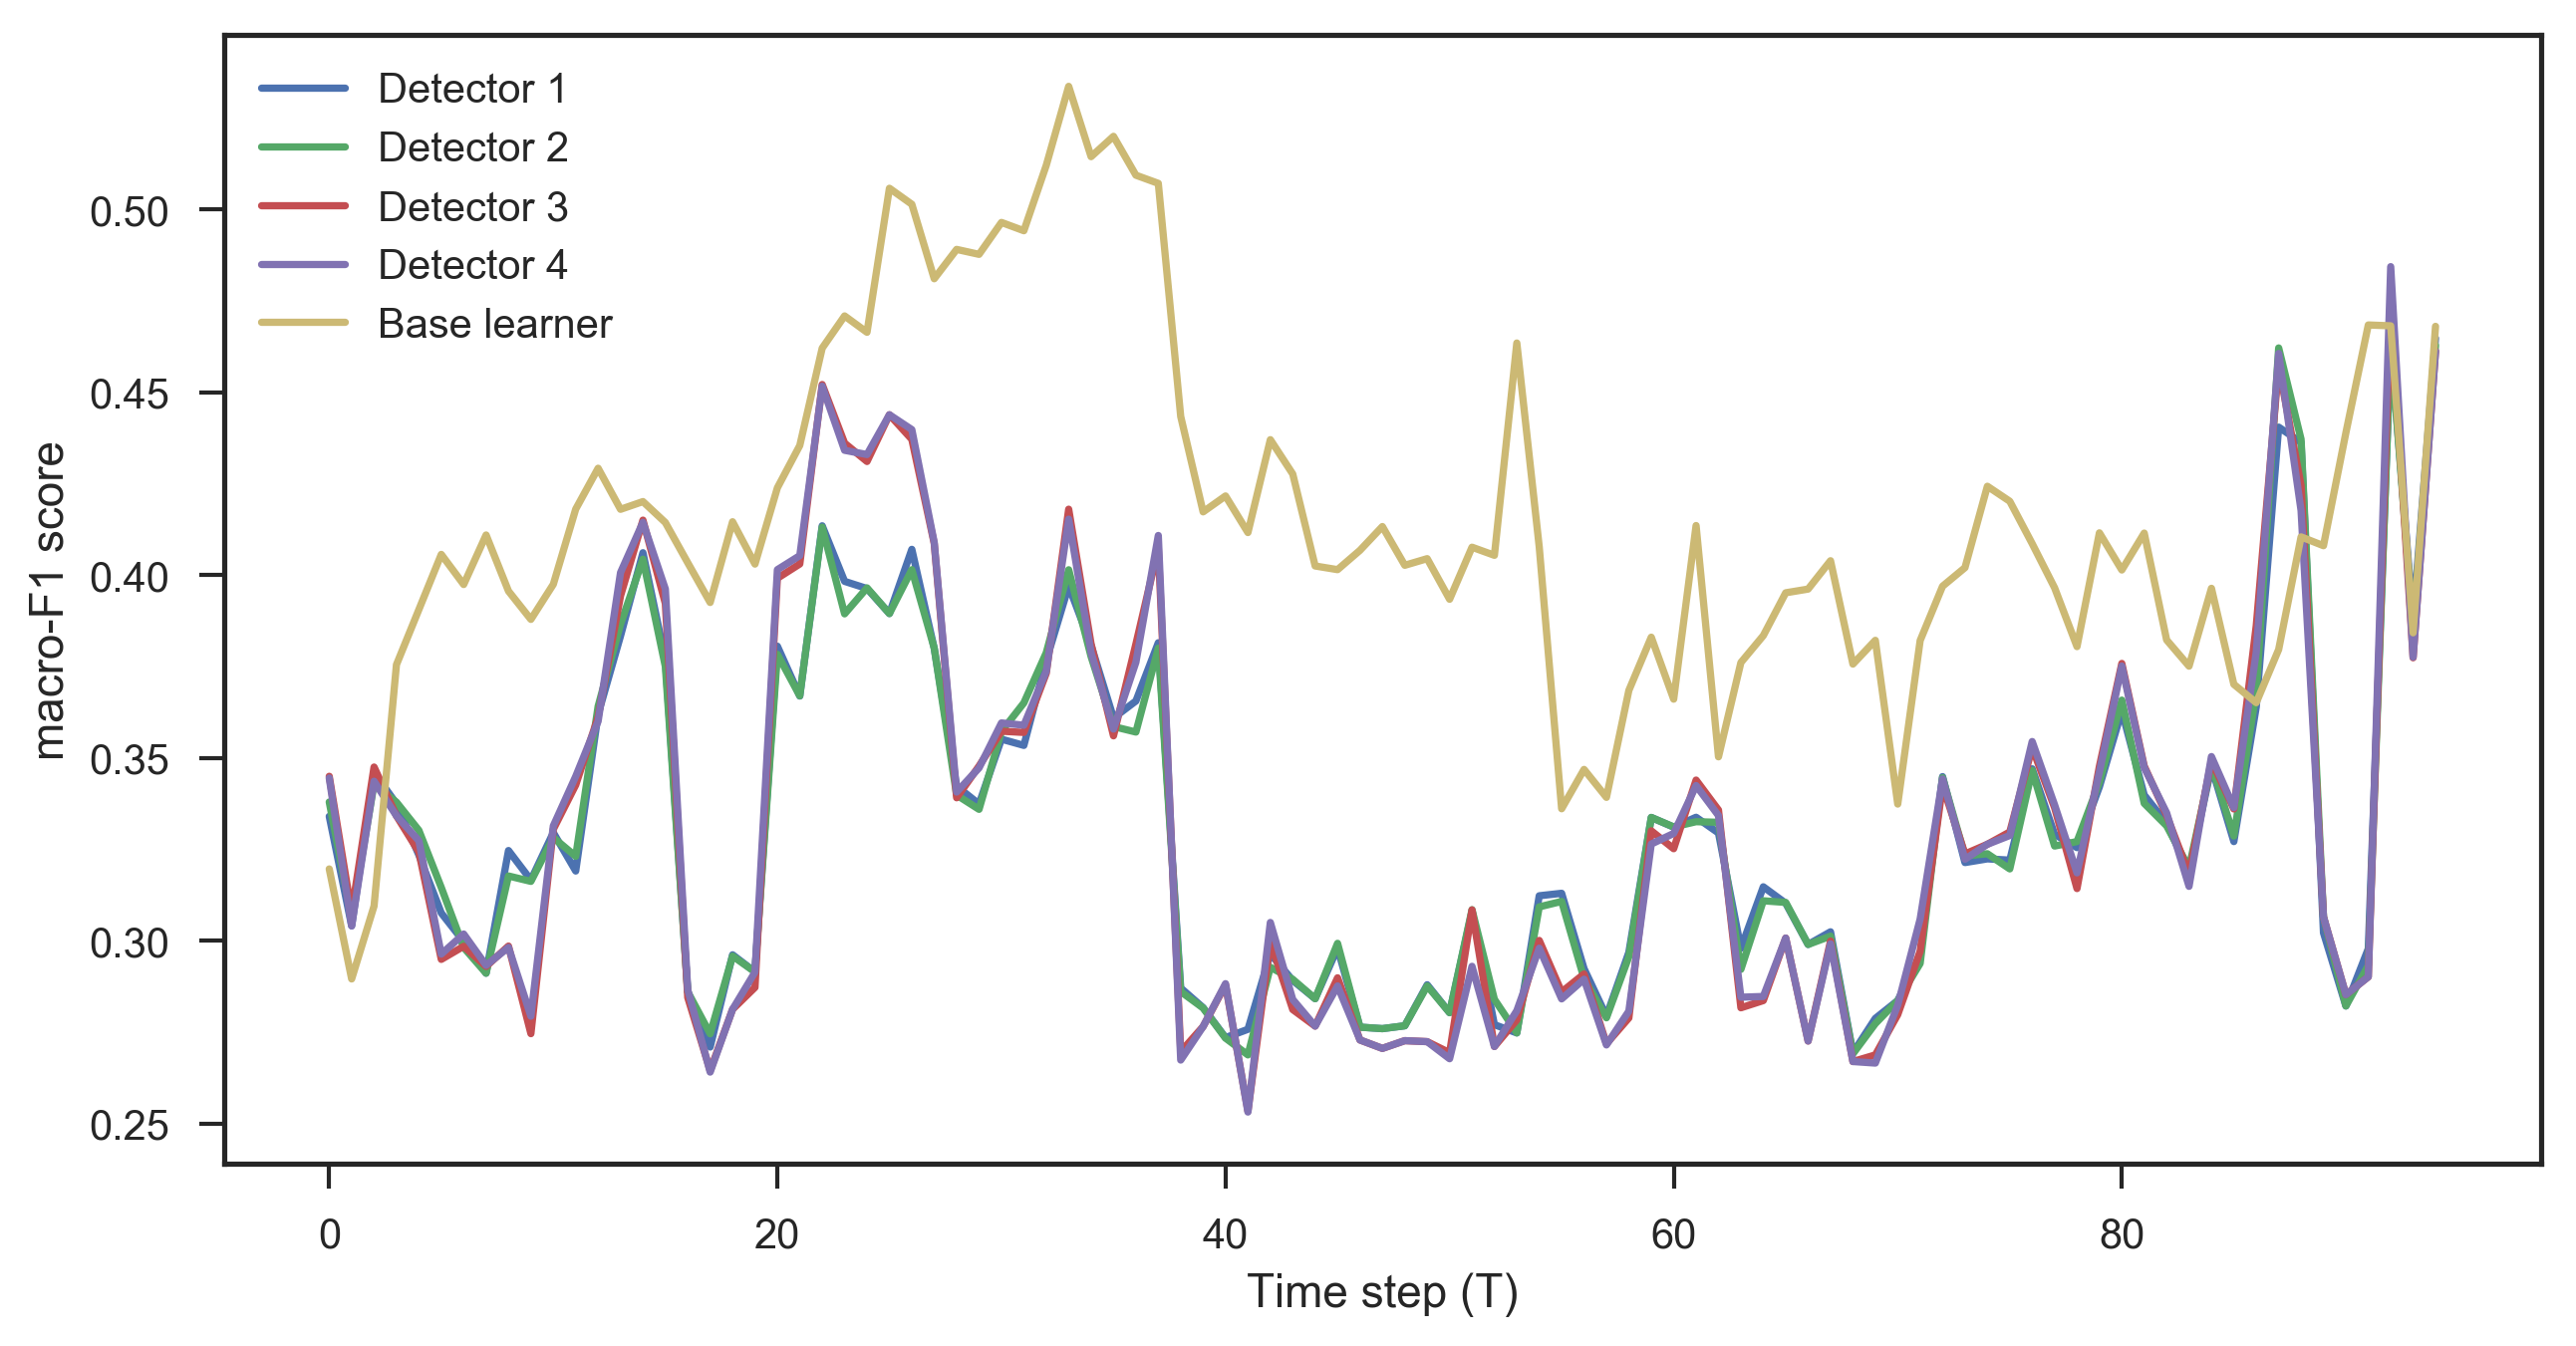 Detector 1
Detector 2
Detector 3
Detector 4
Base learner
macro-F1 score
0.50
0.45
0.40
0.35
0.30
0.25
0
20
40
60
80
Time step (T)